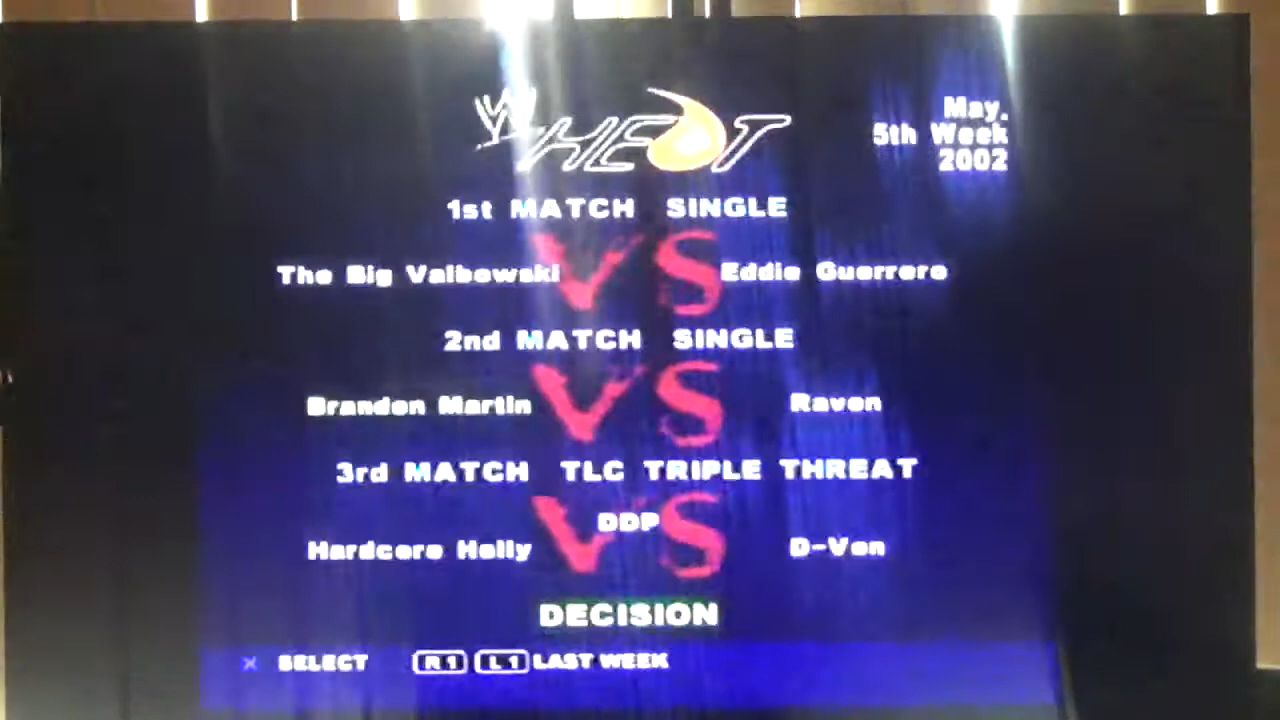 W HEAT
May.
5th Week
2002
1st MATCH SINGLE
The Big Valbowski VS Eddie Guerrero
2nd MATCH SINGLE
Brandon Martin VS Raven
3rd MATCH TLC TRIPLE THREAT
DDP
Hardcore Holly VS D-Von
DECISION
× SELECT R1 L1 LAST WEEK